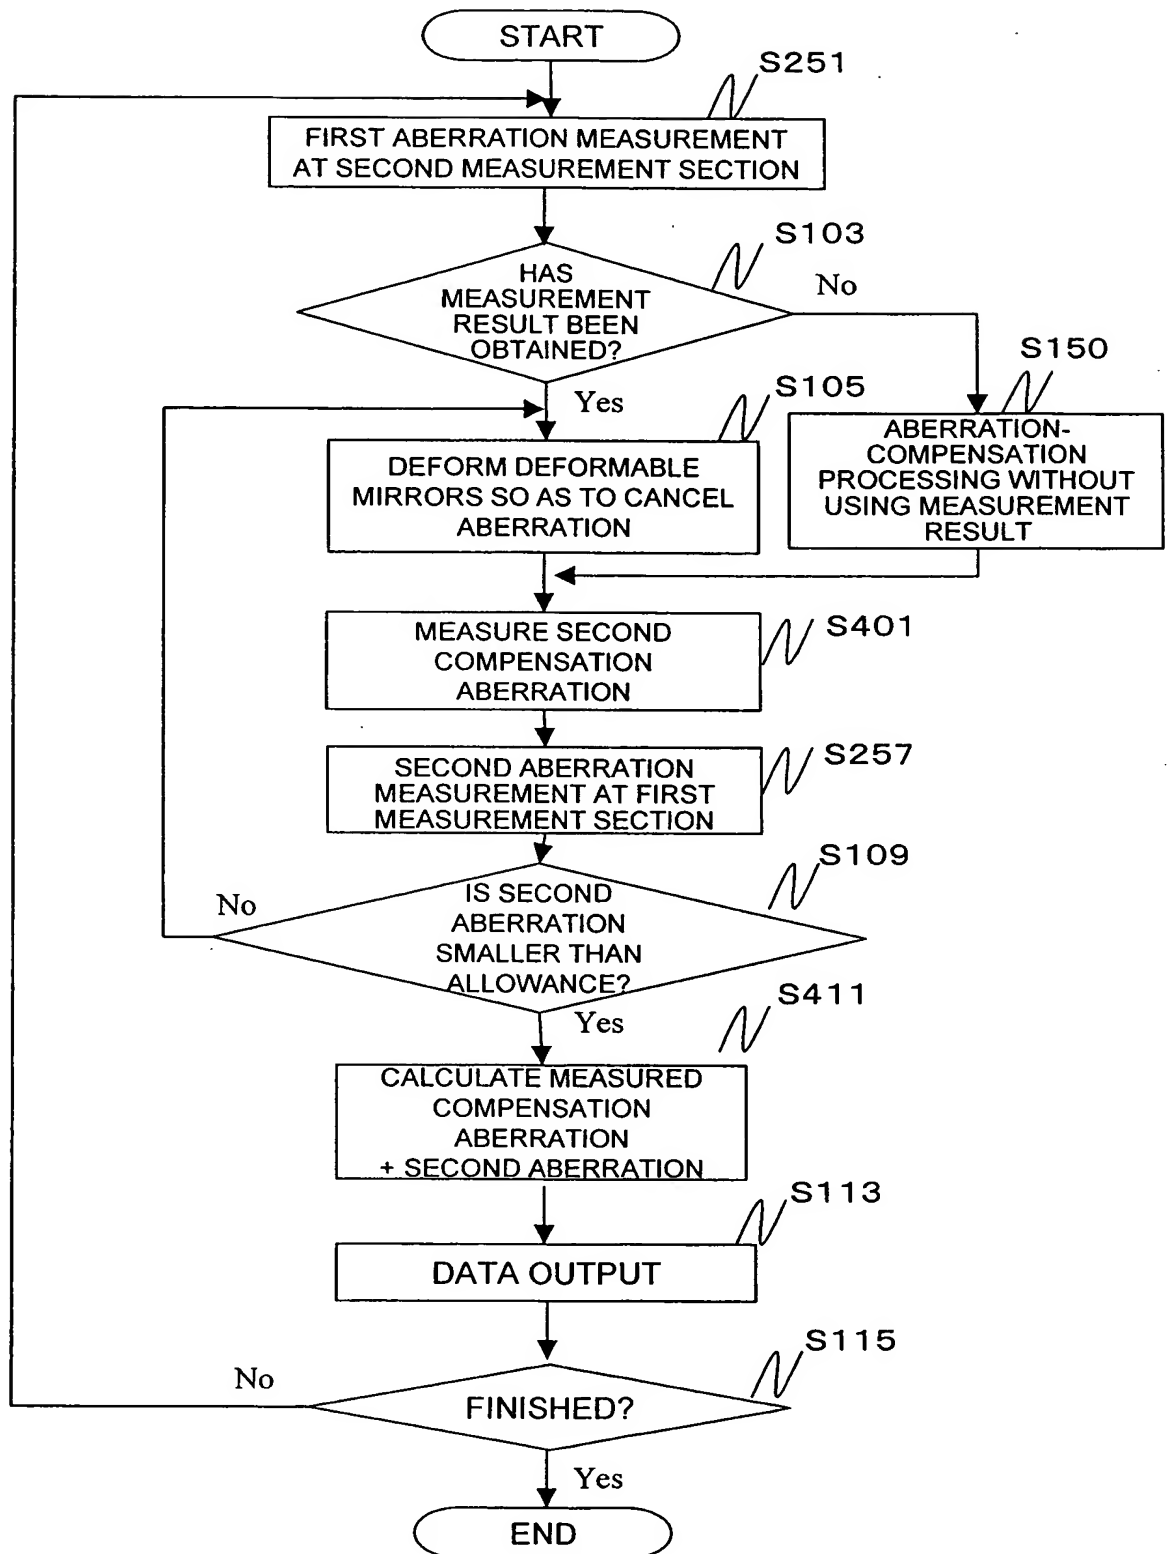 START
S251
FIRST ABERRATION MEASUREMENT
AT SECOND MEASUREMENT SECTION
S103
HAS
MEASUREMENT
RESULT BEEN
OBTAINED?
No
S150
Yes
S105
ABERRATION-
COMPENSATION
PROCESSING WITHOUT
USING MEASUREMENT
RESULT
DEFORM DEFORMABLE
MIRRORS SO AS TO CANCEL
ABERRATION
S401
MEASURE SECOND
COMPENSATION
ABERRATION
S257
SECOND ABERRATION
MEASUREMENT AT FIRST
MEASUREMENT SECTION
S109
No
IS SECOND
ABERRATION
SMALLER THAN
ALLOWANCE?
S411
Yes
CALCULATE MEASURED
COMPENSATION
ABERRATION
+ SECOND ABERRATION
S113
DATA OUTPUT
S115
No
FINISHED?
Yes
END